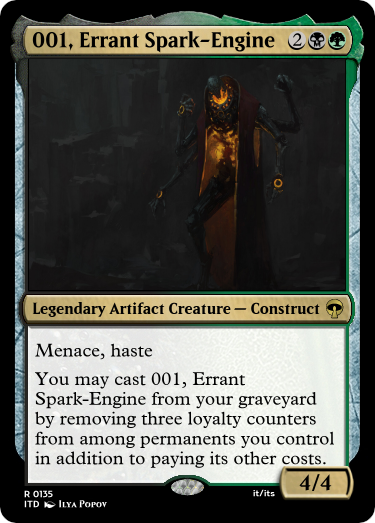 001, Errant Spark-Engine 2
Legendary Artifact Creature — Construct
Menace, haste
You may cast 001, Errant
Spark-Engine from your graveyard
by removing three loyalty counters
from among permanents you control
in addition to paying its other costs.
4/4
R 0135 it/its
ITD Ilya Popov